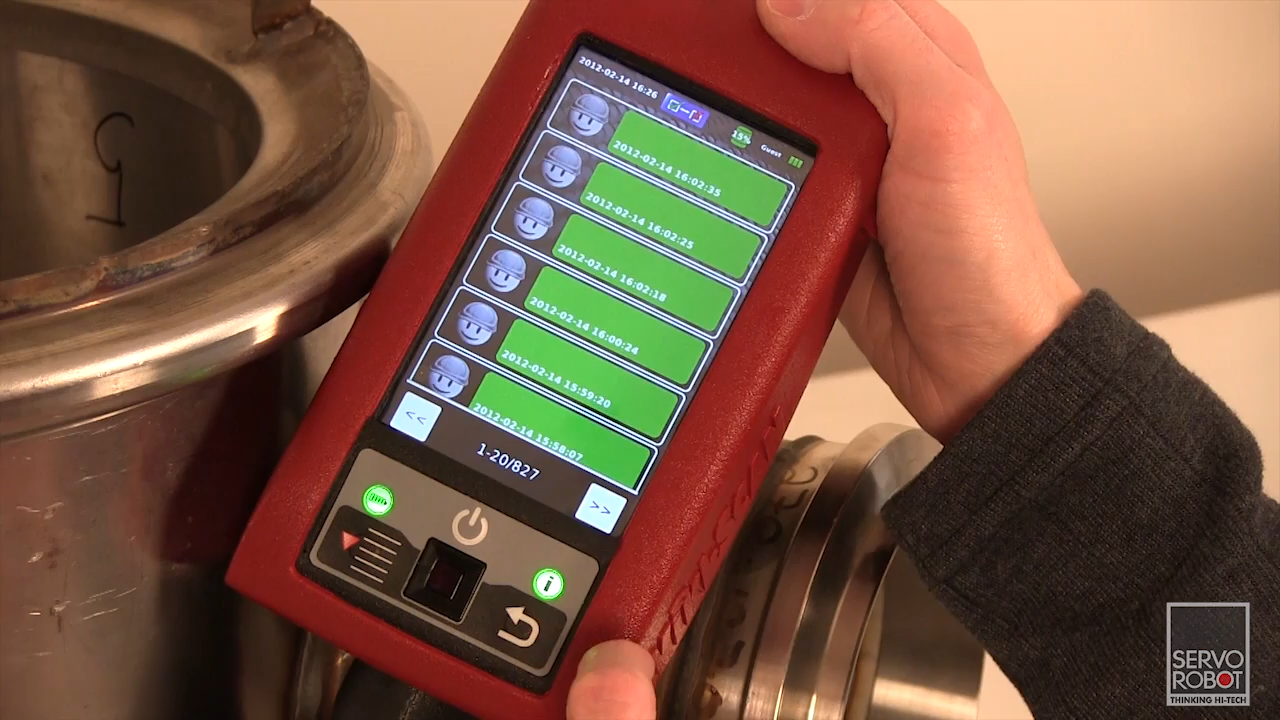 2012-02-14 16:26
15%
Guest
2012-02-14 16:02:35
2012-02-14 16:02:25
2012-02-14 16:02:18
2012-02-14 16:00:24
2012-02-14 15:59:20
2012-02-14 15:58:07
<<
1-20/827
>>
i
SERVO
ROBOT
THINKING HI-TECH